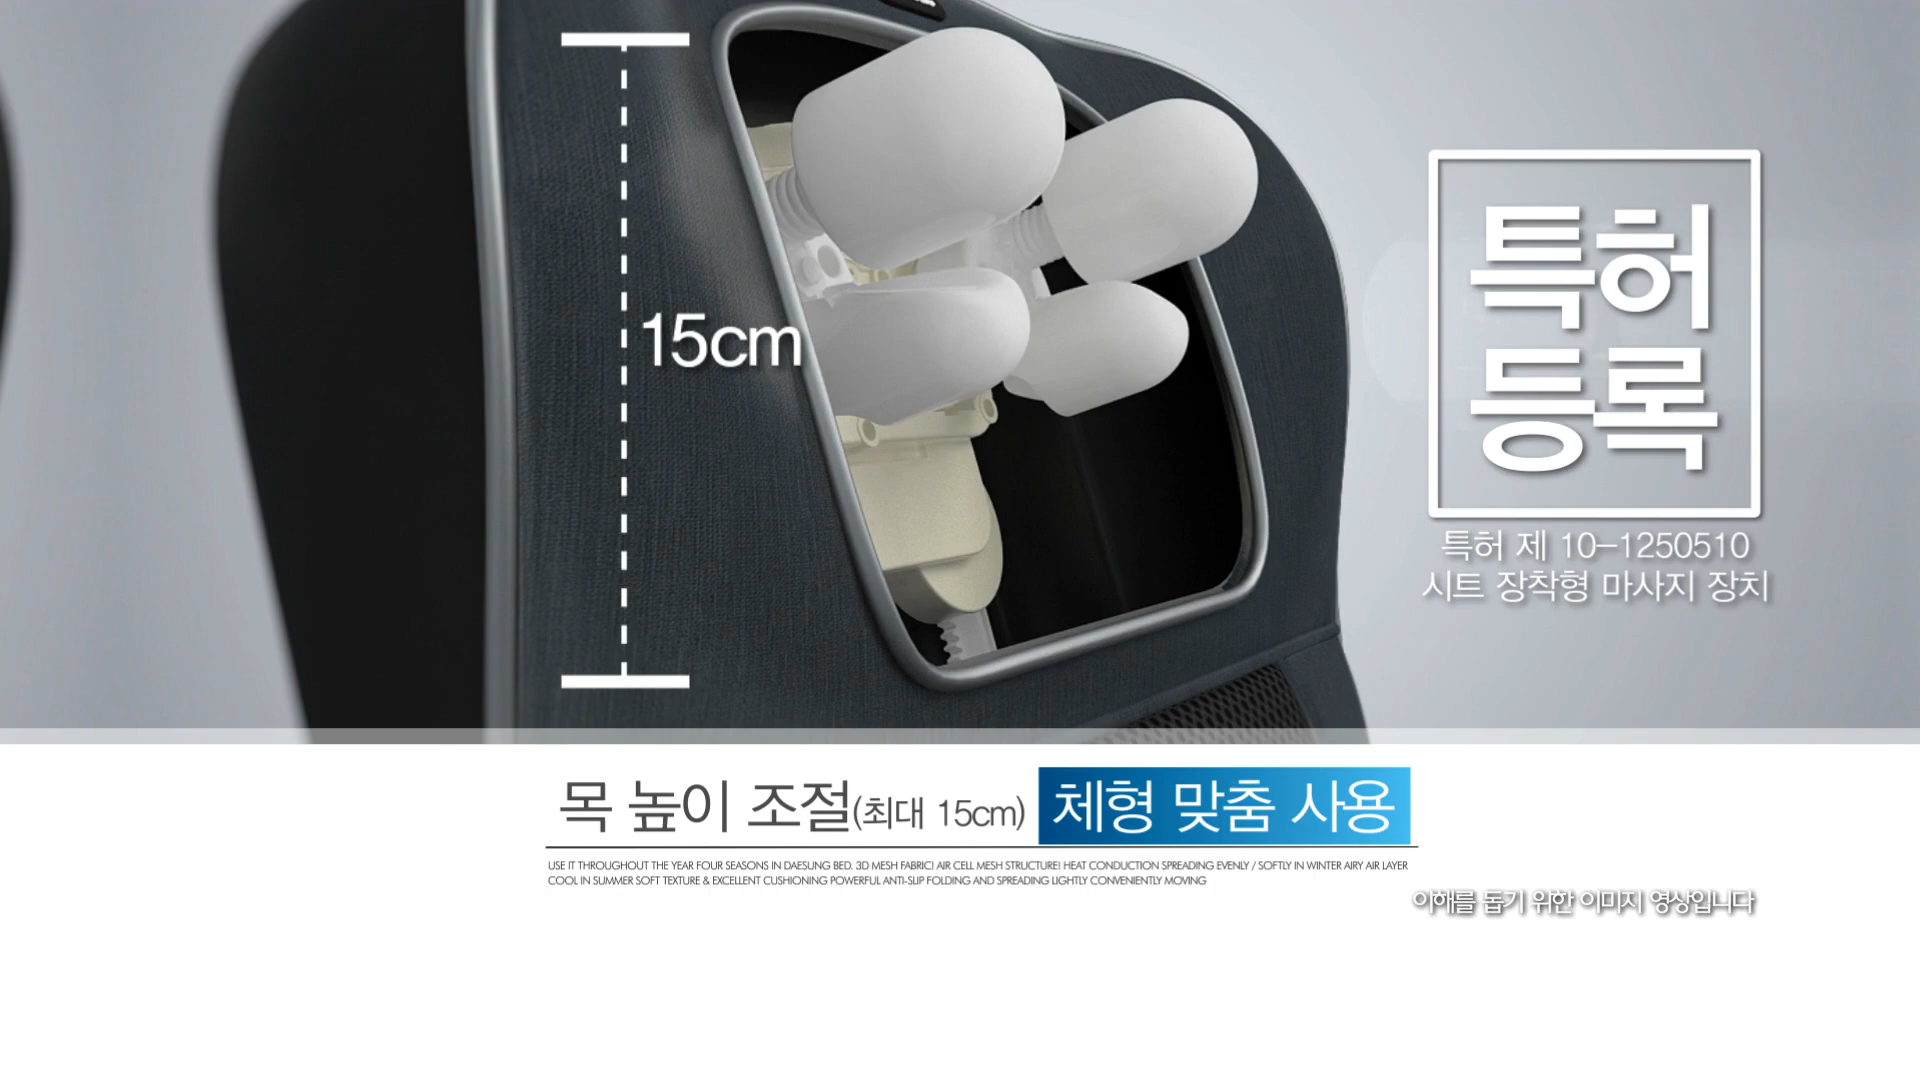 15cm
특허
등록
특허 제 10-1250510
시트 장착형 마사지 장치
목 높이 조절(최대 15cm) 체형 맞춤 사용
USE IT THROUGHOUT THE YEAR FOUR SEASONS IN DAESUNG BED. 3D MESH FABRIC! AIR CELL MESH STRUCTURE! HEAT CONDUCTION SPREADING EVENLY / SOFTLY IN WINTER AIRY AIR LAYER
COOL IN SUMMER SOFT TEXTURE & EXCELLENT CUSHIONING POWERFUL ANTI-SLIP FOLDING AND SPREADING LIGHTLY CONVENIENTLY MOVING
이해를 돕기 위한 이미지 영상입니다